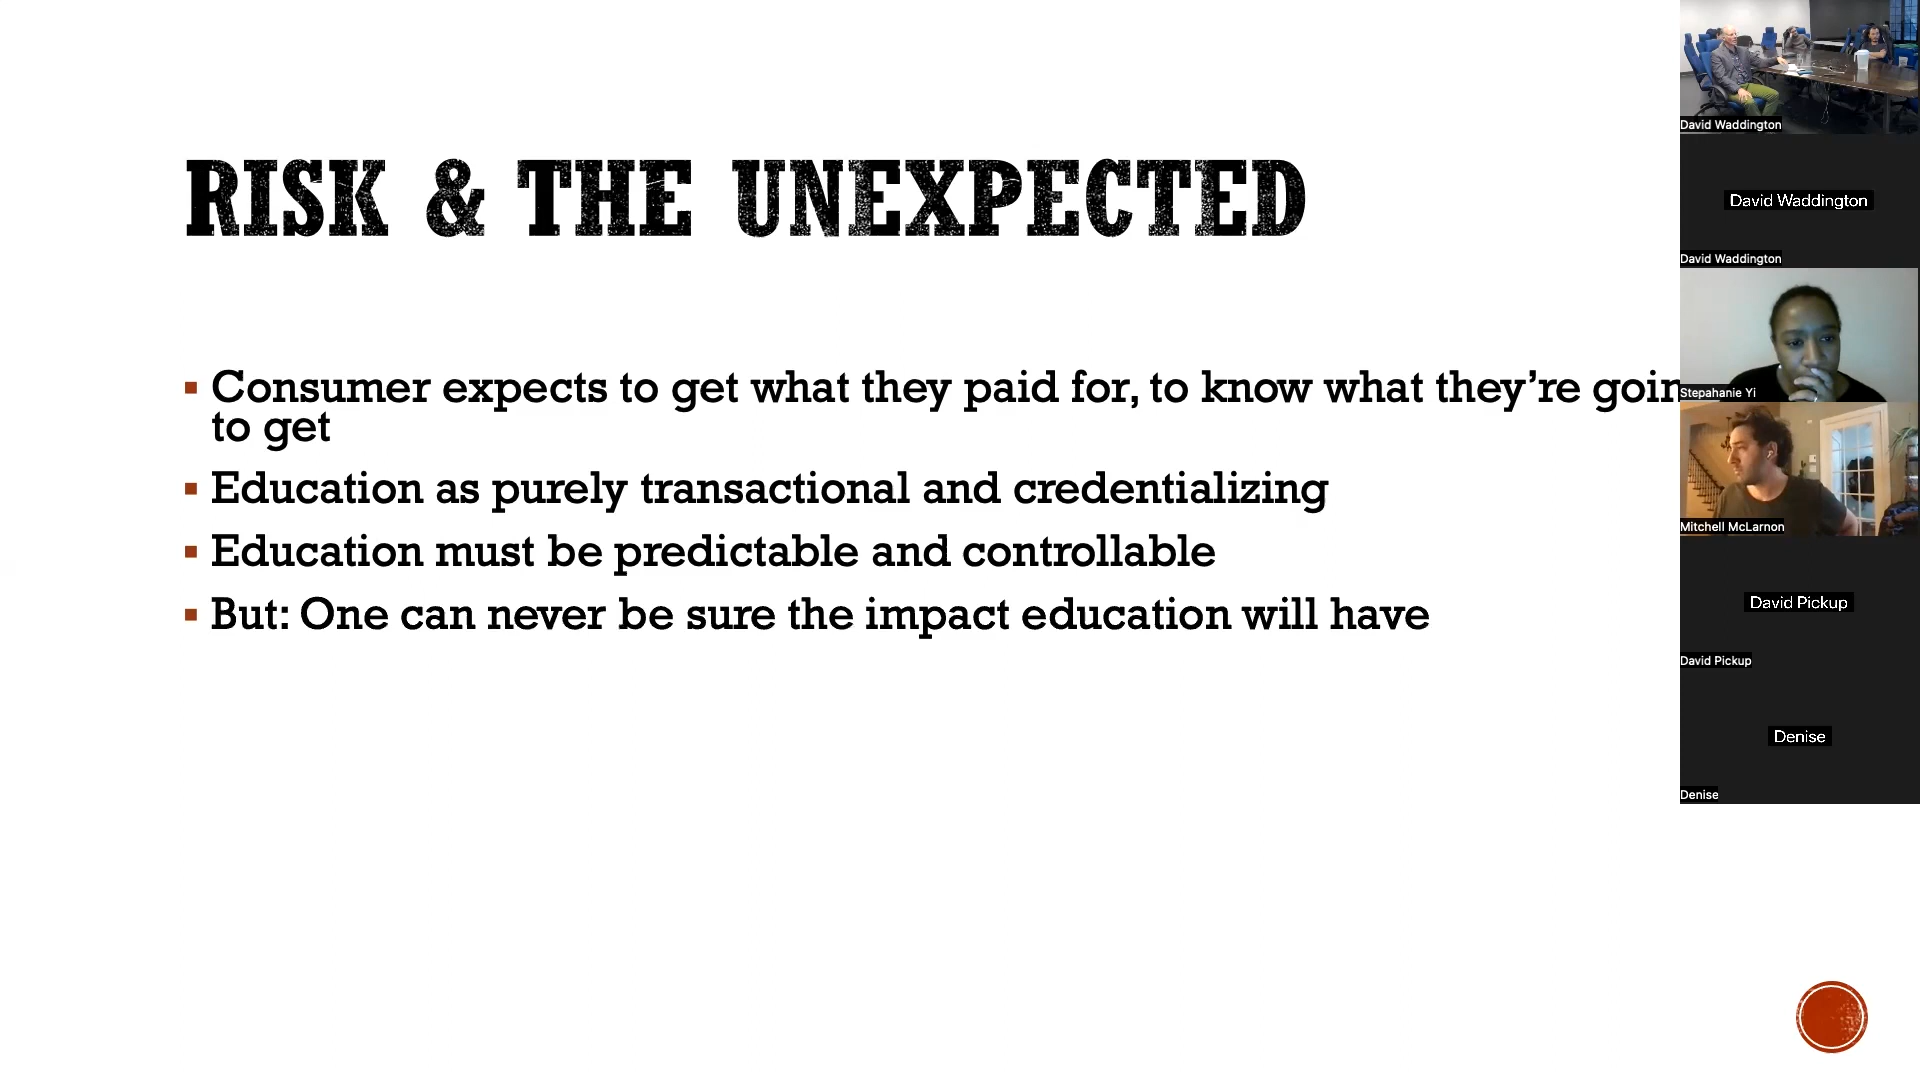 RISK & THE UNEXPECTED
▪ Consumer expects to get what they paid for, to know what they’re goin
to get
▪ Education as purely transactional and credentializing
▪ Education must be predictable and controllable
▪ But: One can never be sure the impact education will have
David Waddington
David Waddington
David Waddington
Stepahanie Yi
Mitchell McLarnon
David Pickup
David Pickup
Denise
Denise